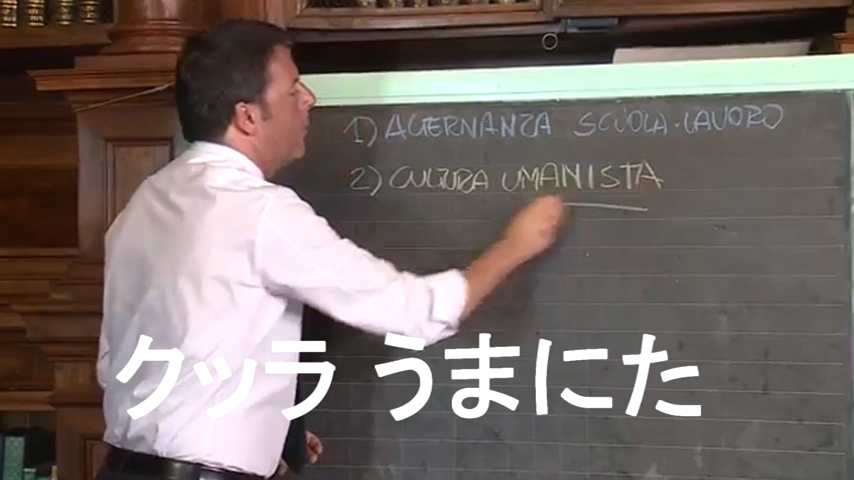 1) ALTERNANZA SCUOLA-LAVORO
2) CULTURA UMANISTA
クッラ うまにた